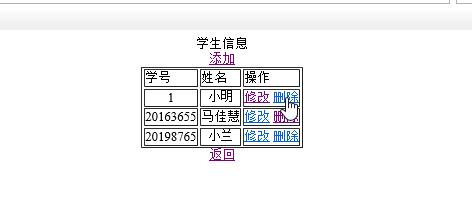 学生信息
添加
学号 姓名 操作
1 小明 修改 删除
20163655 马佳慧 修改 删除
20198765 小兰 修改 删除
返回